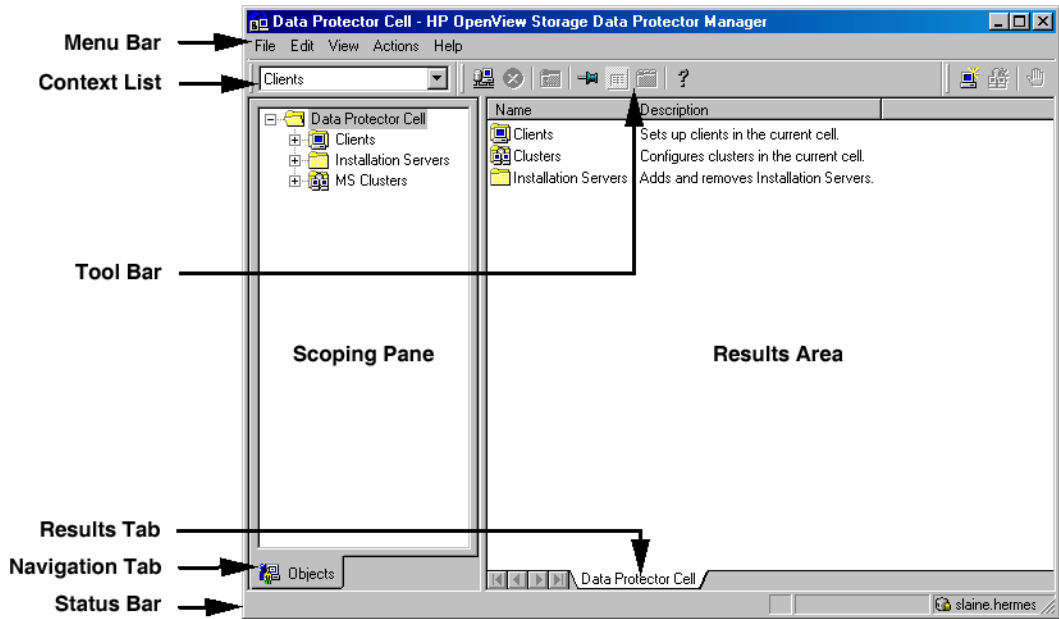 Data Protector Cell - HP OpenView Storage Data Protector Manager
Menu Bar
File Edit View Actions Help
Context List
Clients
?
Name Description
Data Protector Cell
Clients
Installation Servers
MS Clusters
Clients Sets up clients in the current cell.
Clusters Configures clusters in the current cell.
Installation Servers Adds and removes Installation Servers.
Tool Bar
Scoping Pane
Results Area
Results Tab
Navigation Tab
Objects
Data Protector Cell
Status Bar
slaine.hermes